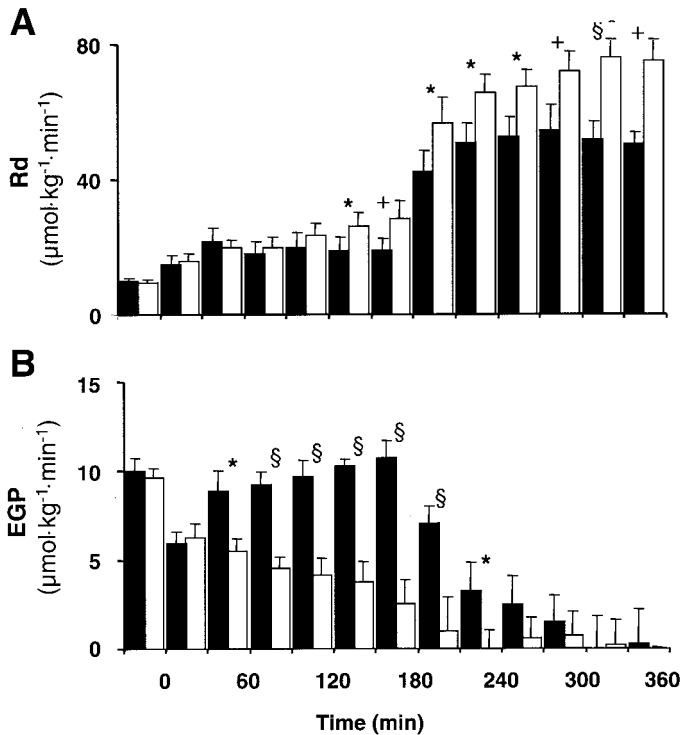 A
80
40
0
Rd
(µmol·kg-1·min-1)
* + * * * + § +
B
15
10
5
0
EGP
(µmol·kg-1·min-1)
* § § § § § *
0 60 120 180 240 300 360
Time (min)